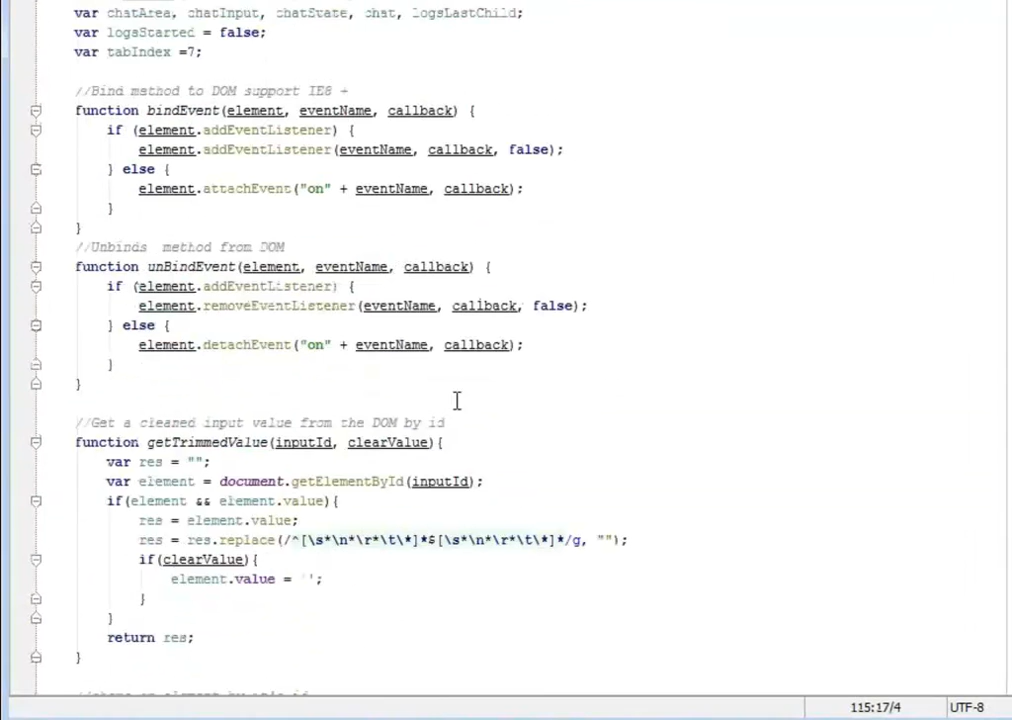 var chatArea, chatInput, chatState, chat, logsLastChild;
var logsStarted = false;
var tabIndex =7;
//Bind method to DOM support IE8 +
function bindEvent(element, eventName, callback) {
if (element.addEventListener) {
element.addEventListener(eventName, callback, false);
} else {
element.attachEvent("on" + eventName, callback);
}
}
//Unbinds  method from DOM
function unBindEvent(element, eventName, callback) {
if (element.addEventListener) {
element.removeEventListener(eventName, callback, false);
} else {
element.detachEvent("on" + eventName, callback);
}
}
//Get a cleaned input value from the DOM by id
function getTrimmedValue(inputId, clearValue){
var res = "";
var element = document.getElementById(inputId);
if(element && element.value){
res = element.value;
res = res.replace(/^[\s*\n*\r*\t\*]*&[\s*\n*\r*\t\*]*/g, "");
if(clearValue){
element.value = '';
}
}
return res;
}
115:17/4
UTF-8